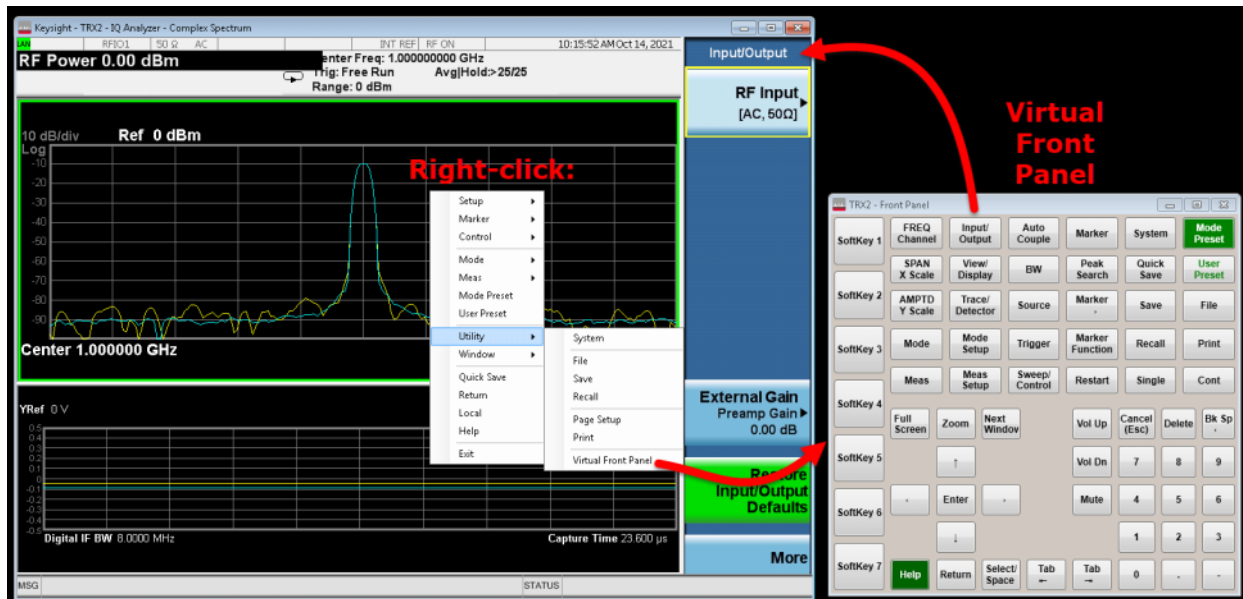 Keysight - TRX2 - IQ Analyzer - Complex Spectrum
LAN RFIO1 50 Ω AC INT REF RF ON 10:15:52 AM Oct 14, 2021
RF Power 0.00 dBm
Center Freq: 1.000000000 GHz
Trig: Free Run Avg|Hold:> 25/25
Range: 0 dBm
10 dB/div Ref 0 dBm
Log
-10
-20
-30
-40
-50
-60
-70
-80
-90
Center 1.000000 GHz
YRef 0 V
0.5
0.4
0.3
0.2
0.1
0
-0.1
-0.2
-0.3
-0.4
-0.5
Digital IF BW 8.0000 MHz Capture Time 23.600 µs
MSG STATUS
Right-click:
Setup
Marker
Control
Mode
Meas
Mode Preset
User Preset
Utility
Window
Quick Save
Return
Local
Help
Exit
System
File
Save
Recall
Page Setup
Print
Virtual Front Panel
Input/Output
RF Input
[AC, 50Ω]
External Gain
Preamp Gain
0.00 dB
Restore
Input/Output
Defaults
More
Virtual
Front
Panel
TRX2 - Front Panel
SoftKey 1
SoftKey 2
SoftKey 3
SoftKey 4
SoftKey 5
SoftKey 6
SoftKey 7
FREQ Channel Input/ Output Auto Couple Marker System Mode Preset
SPAN X Scale View/ Display BW Peak Search Quick Save User Preset
AMPTD Y Scale Trace/ Detector Source Marker Save File
Mode Mode Setup Trigger Marker Function Recall Print
Meas Meas Setup Sweep/ Control Restart Single Cont
Full Screen Zoom Next Window Vol Up Cancel (Esc) Delete Bk Sp
↑ Vol Dn 7 8 9
Enter Mute 4 5 6
↓ 1 2 3
Help Return Select/ Space Tab ← Tab → 0 . -